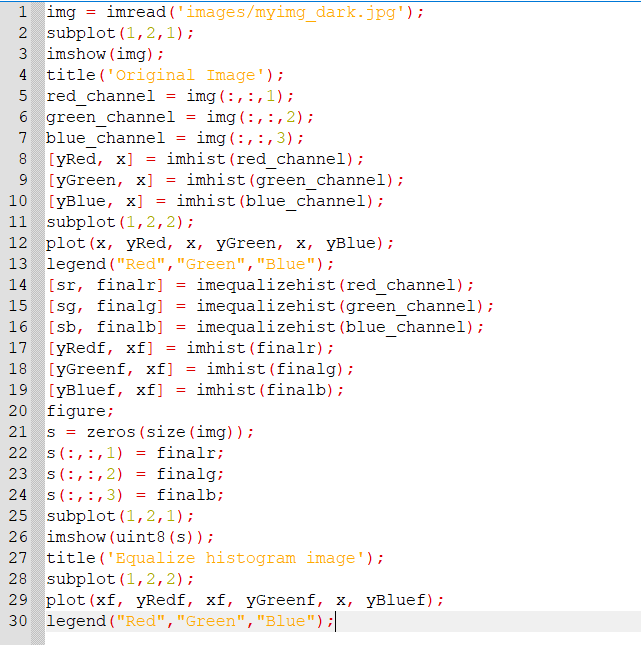 1 img = imread('images/myimg_dark.jpg');
2 subplot(1,2,1);
3 imshow(img);
4 title('Original Image');
5 red_channel = img(:,:,1);
6 green_channel = img(:,:,2);
7 blue_channel = img(:,:,3);
8 [yRed, x] = imhist(red_channel);
9 [yGreen, x] = imhist(green_channel);
10 [yBlue, x] = imhist(blue_channel);
11 subplot(1,2,2);
12 plot(x, yRed, x, yGreen, x, yBlue);
13 legend("Red","Green","Blue");
14 [sr, finalr] = imequalizehist(red_channel);
15 [sg, finalg] = imequalizehist(green_channel);
16 [sb, finalb] = imequalizehist(blue_channel);
17 [yRedf, xf] = imhist(finalr);
18 [yGreenf, xf] = imhist(finalg);
19 [yBluef, xf] = imhist(finalb);
20 figure;
21 s = zeros(size(img));
22 s(:,:,1) = finalr;
23 s(:,:,2) = finalg;
24 s(:,:,3) = finalb;
25 subplot(1,2,1);
26 imshow(uint8(s));
27 title('Equalize histogram image');
28 subplot(1,2,2);
29 plot(xf, yRedf, xf, yGreenf, x, yBluef);
30 legend("Red","Green","Blue");